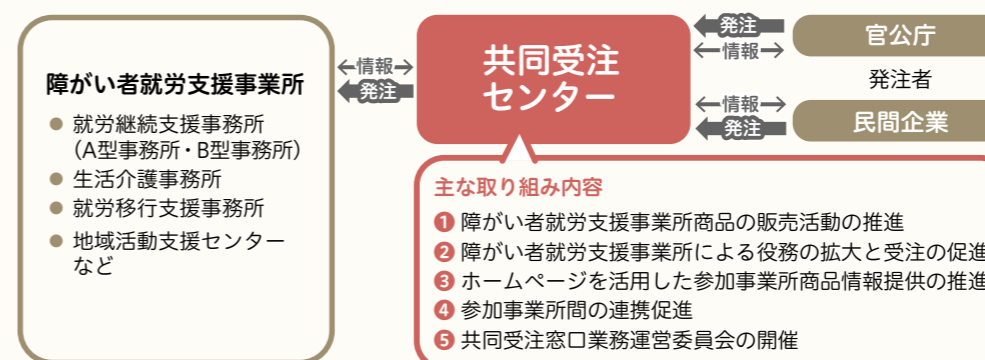 障がい者就労支援事業所
就労継続支援事務所
（A型事務所・B型事務所）
生活介護事務所
就労移行支援事務所
地域活動支援センター
など
←情報→
発注
共同受注
センター
発注
←情報→
←情報→
発注
官公庁
発注者
民間企業
主な取り組み内容
❶ 障がい者就労支援事業所商品の販売活動の推進
❷ 障がい者就労支援事業所による役務の拡大と受注の促進
❸ ホームページを活用した参加事業所商品情報提供の推進
❹ 参加事業所間の連携促進
❺ 共同受注窓口業務運営委員会の開催